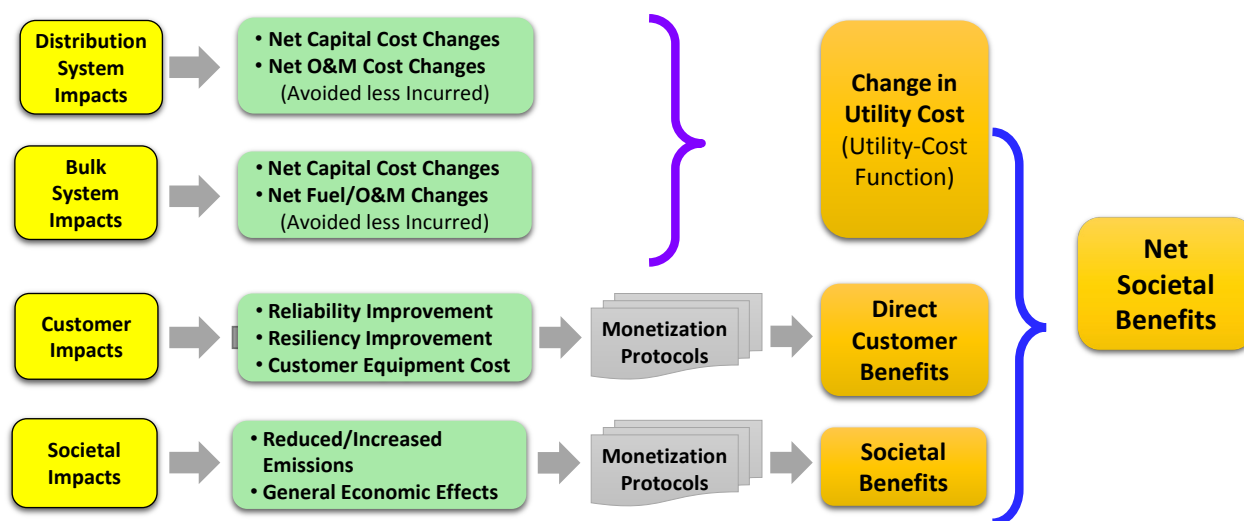 Distribution
System
Impacts
• Net Capital Cost Changes
• Net O&M Cost Changes
(Avoided less Incurred)
Change in
Utility Cost
(Utility-Cost
Function)
Bulk
System
Impacts
• Net Capital Cost Changes
• Net Fuel/O&M Changes
(Avoided less Incurred)
Net
Societal
Benefits
Customer
Impacts
• Reliability Improvement
• Resiliency Improvement
• Customer Equipment Cost
Monetization
Protocols
Direct
Customer
Benefits
Societal
Impacts
• Reduced/Increased
Emissions
• General Economic Effects
Monetization
Protocols
Societal
Benefits